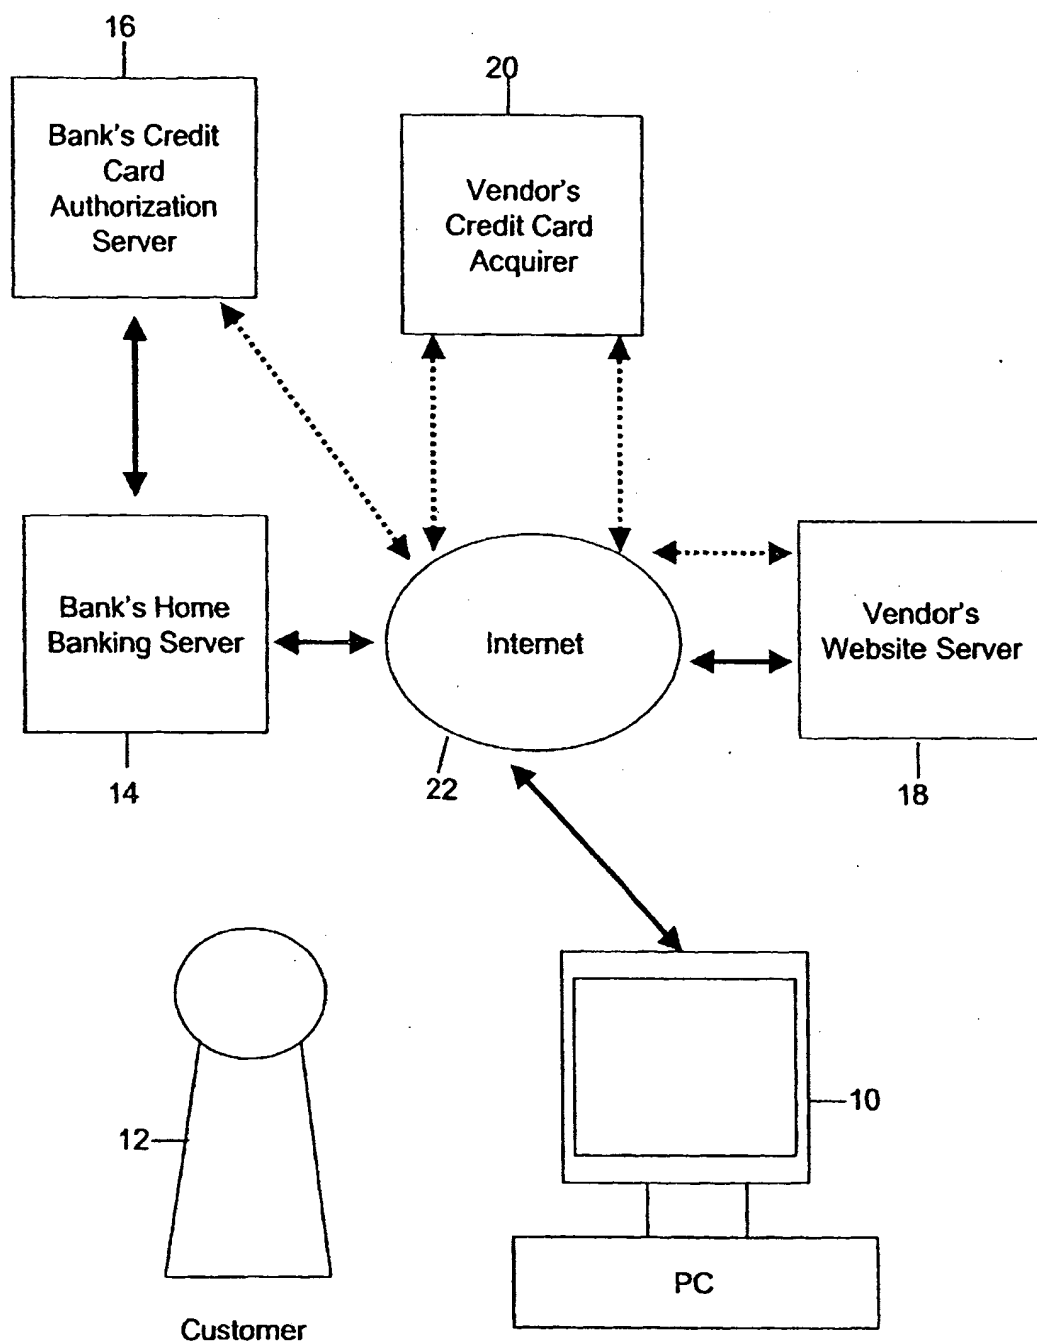 16
20
Bank's Credit
Card
Authorization
Server
Vendor's
Credit Card
Acquirer
Bank's Home
Banking Server
Internet
Vendor's
Website Server
14
22
18
12
10
PC
Customer